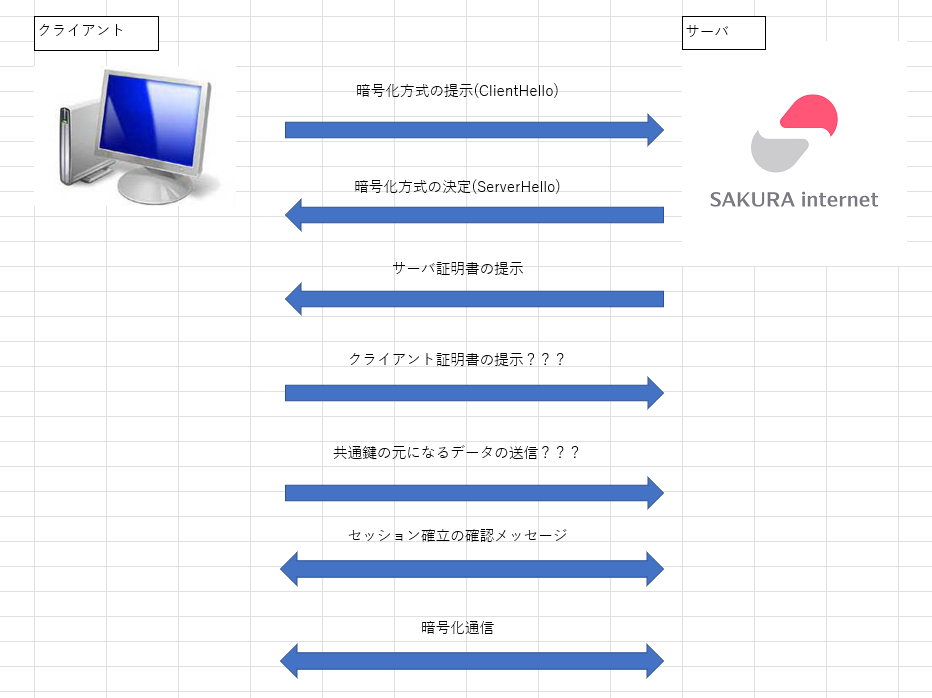 クライアント
サーバ
暗号化方式の提示(ClientHello)
SAKURA internet
暗号化方式の決定(ServerHello)
サーバ証明書の提示
クライアント証明書の提示？？？
共通鍵の元になるデータの送信？？？
セッション確立の確認メッセージ
暗号化通信